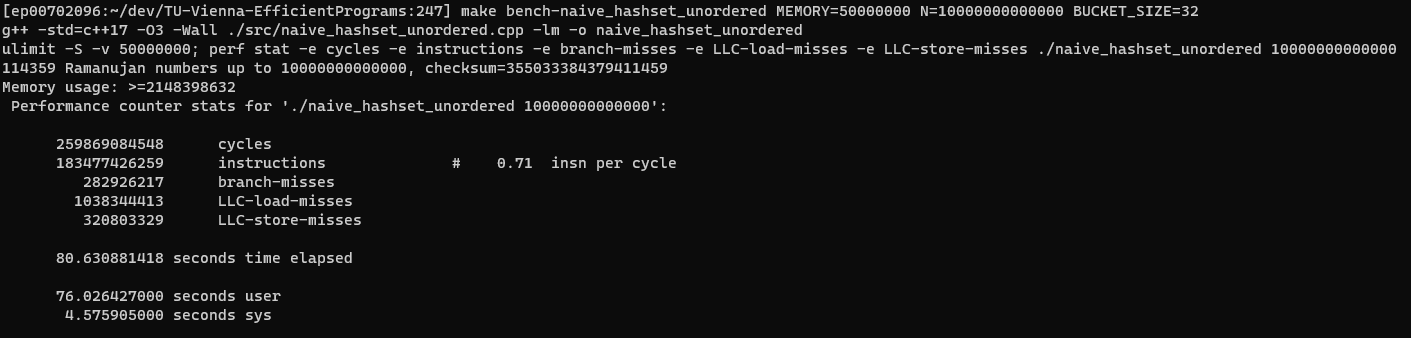 [ep00702096:~/dev/TU-Vienna-EfficientPrograms:247] make bench-naive_hashset_unordered MEMORY=50000000 N=10000000000000 BUCKET_SIZE=32
g++ -std=c++17 -O3 -Wall ./src/naive_hashset_unordered.cpp -lm -o naive_hashset_unordered
ulimit -S -v 50000000; perf stat -e cycles -e instructions -e branch-misses -e LLC-load-misses -e LLC-store-misses ./naive_hashset_unordered 10000000000000
114359 Ramanujan numbers up to 10000000000000, checksum=355033384379411459
Memory usage: >=2148398632
Performance counter stats for './naive_hashset_unordered 10000000000000':
259869084548 cycles
183477426259 instructions # 0.71 insn per cycle
282926217 branch-misses
1038344413 LLC-load-misses
320803329 LLC-store-misses
80.630881418 seconds time elapsed
76.026427000 seconds user
4.575905000 seconds sys